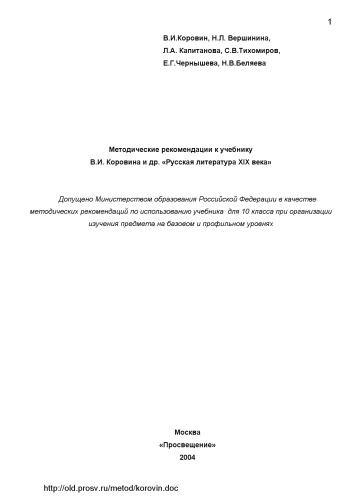 1
В.И.Коровин, Н.Л. Вершинина,
Л.А. Капитанова, С.В.Тихомиров,
Е.Г.Чернышева, Н.В.Беляева
Методические рекомендации к учебнику
В.И. Коровина и др. «Русская литература XIX века»
Допущено Министерством образования Российской Федерации в качестве
методических рекомендаций по использованию учебника для 10 класса при организации
изучения предмета на базовом и профильном уровнях
Москва
«Просвещение»
2004
http://old.prosv.ru/metod/korovin.doc